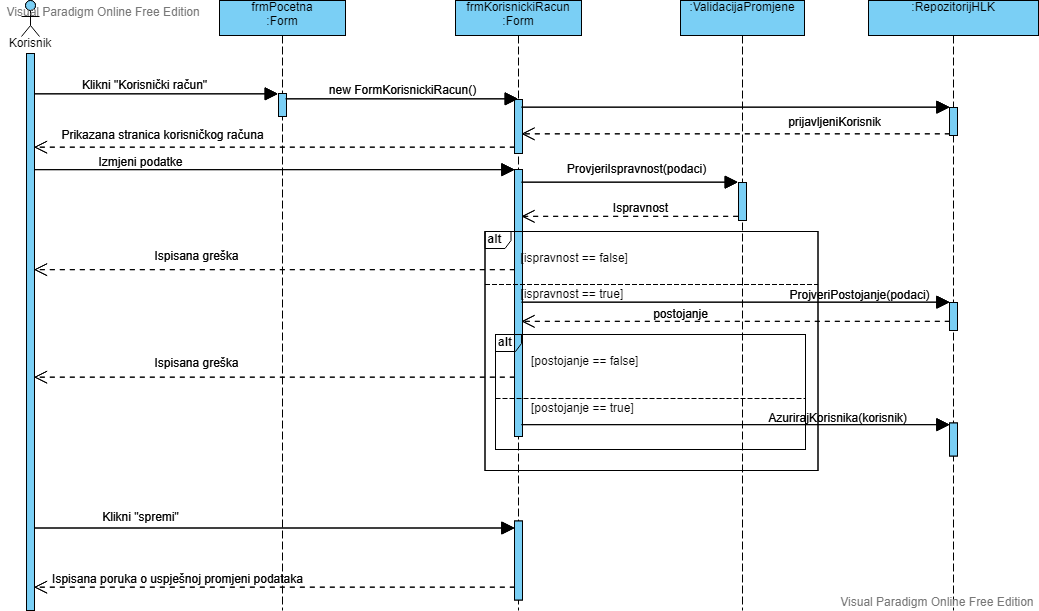 Visual Paradigm Online Free Edition
Korisnik
frmPocetna
:Form
frmKorisnickiRacun
:Form
:ValidacijaPromjene
:RepozitorijHLK
Klikni "Korisnički račun"
new FormKorisnickiRacun()
prijavljeniKorisnik
Prikazana stranica korisničkog računa
Izmjeni podatke
ProvjeriIspravnost(podaci)
Ispravnost
alt
[ispravnost == false]
Ispisana greška
[ispravnost == true]
ProjveriPostojanje(podaci)
postojanje
alt
[postojanje == false]
Ispisana greška
[postojanje == true]
AzurirajKorisnika(korisnik)
Klikni "spremi"
Ispisana poruka o uspješnoj promjeni podataka
Visual Paradigm Online Free Edition